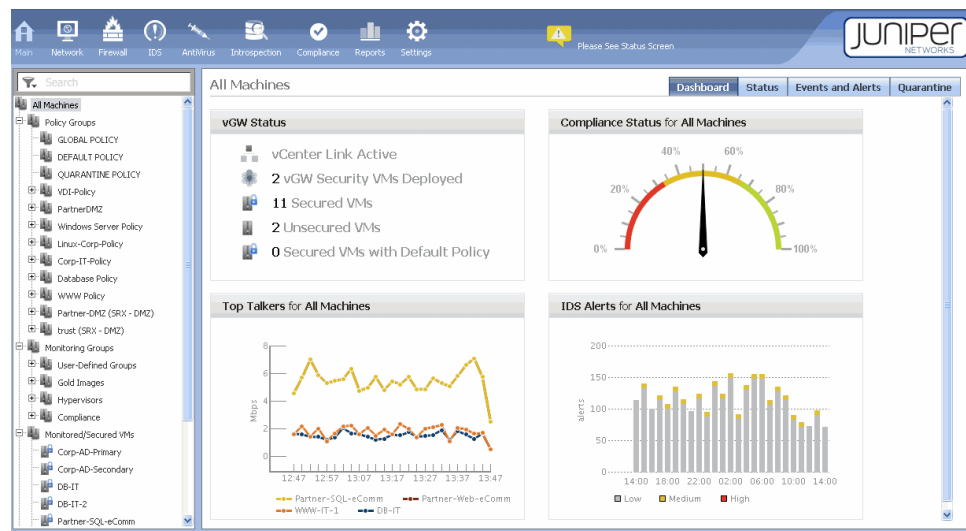 Main Network Firewall IDS AntiVirus Introspection Compliance Reports Settings
Please See Status Screen
JUNIPER
NETWORKS
Search
All Machines
Policy Groups
GLOBAL POLICY
DEFAULT POLICY
QUARANTINE POLICY
VDI-Policy
PartnerDMZ
Windows Server Policy
Linux-Corp-Policy
Corp-IT-Policy
Database Policy
WWW Policy
Partner-DMZ (SRX - DMZ)
trust (SRX - DMZ)
Monitoring Groups
User-Defined Groups
Gold Images
Hypervisors
Compliance
Monitored/Secured VMs
Corp-AD-Primary
Corp-AD-Secondary
DB-IT
DB-IT-2
Partner-SQL-eComm
All Machines
Dashboard Status Events and Alerts Quarantine
vGW Status
vCenter Link Active
2 vGW Security VMs Deployed
11 Secured VMs
2 Unsecured VMs
0 Secured VMs with Default Policy
Compliance Status for All Machines
40% 60%
20% 80%
0% 100%
Top Talkers for All Machines
8
6
4
2
0
Mbps
12:47 12:57 13:07 13:17 13:27 13:37 13:47
Partner-SQL-eComm Partner-Web-eComm
WWW-IT-1 DB-IT
IDS Alerts for All Machines
200
150
100
50
0
alerts
14:00 18:00 22:00 02:00 06:00 10:00 14:00
Low Medium High